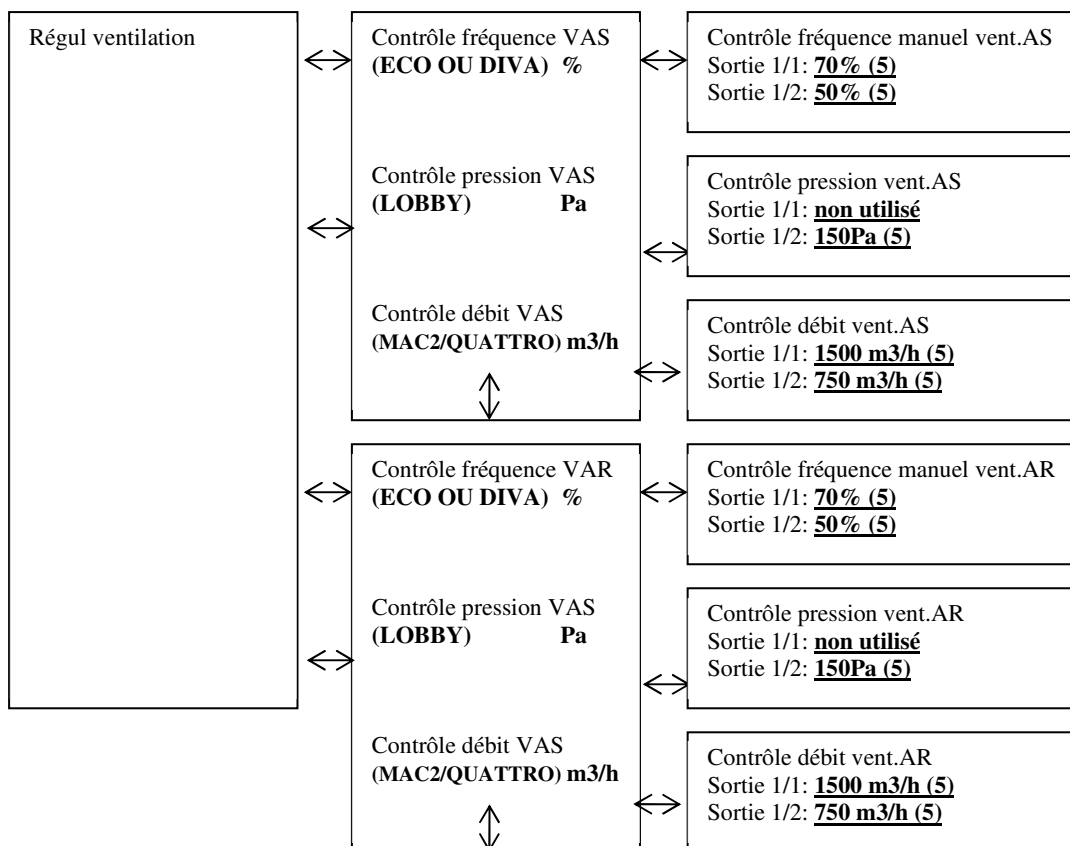 Régul ventilation
Contrôle fréquence VAS
(ECO OU DIVA) %
Contrôle pression VAS
(LOBBY) Pa
Contrôle débit VAS
(MAC2/QUATTRO) m3/h
Contrôle fréquence manuel vent.AS
Sortie 1/1: 70% (5)
Sortie 1/2: 50% (5)
Contrôle pression vent.AS
Sortie 1/1: non utilisé
Sortie 1/2: 150Pa (5)
Contrôle débit vent.AS
Sortie 1/1: 1500 m3/h (5)
Sortie 1/2: 750 m3/h (5)
Contrôle fréquence VAR
(ECO OU DIVA) %
Contrôle pression VAS
(LOBBY) Pa
Contrôle débit VAS
(MAC2/QUATTRO) m3/h
Contrôle fréquence manuel vent.AR
Sortie 1/1: 70% (5)
Sortie 1/2: 50% (5)
Contrôle pression vent.AR
Sortie 1/1: non utilisé
Sortie 1/2: 150Pa (5)
Contrôle débit vent.AR
Sortie 1/1: 1500 m3/h (5)
Sortie 1/2: 750 m3/h (5)